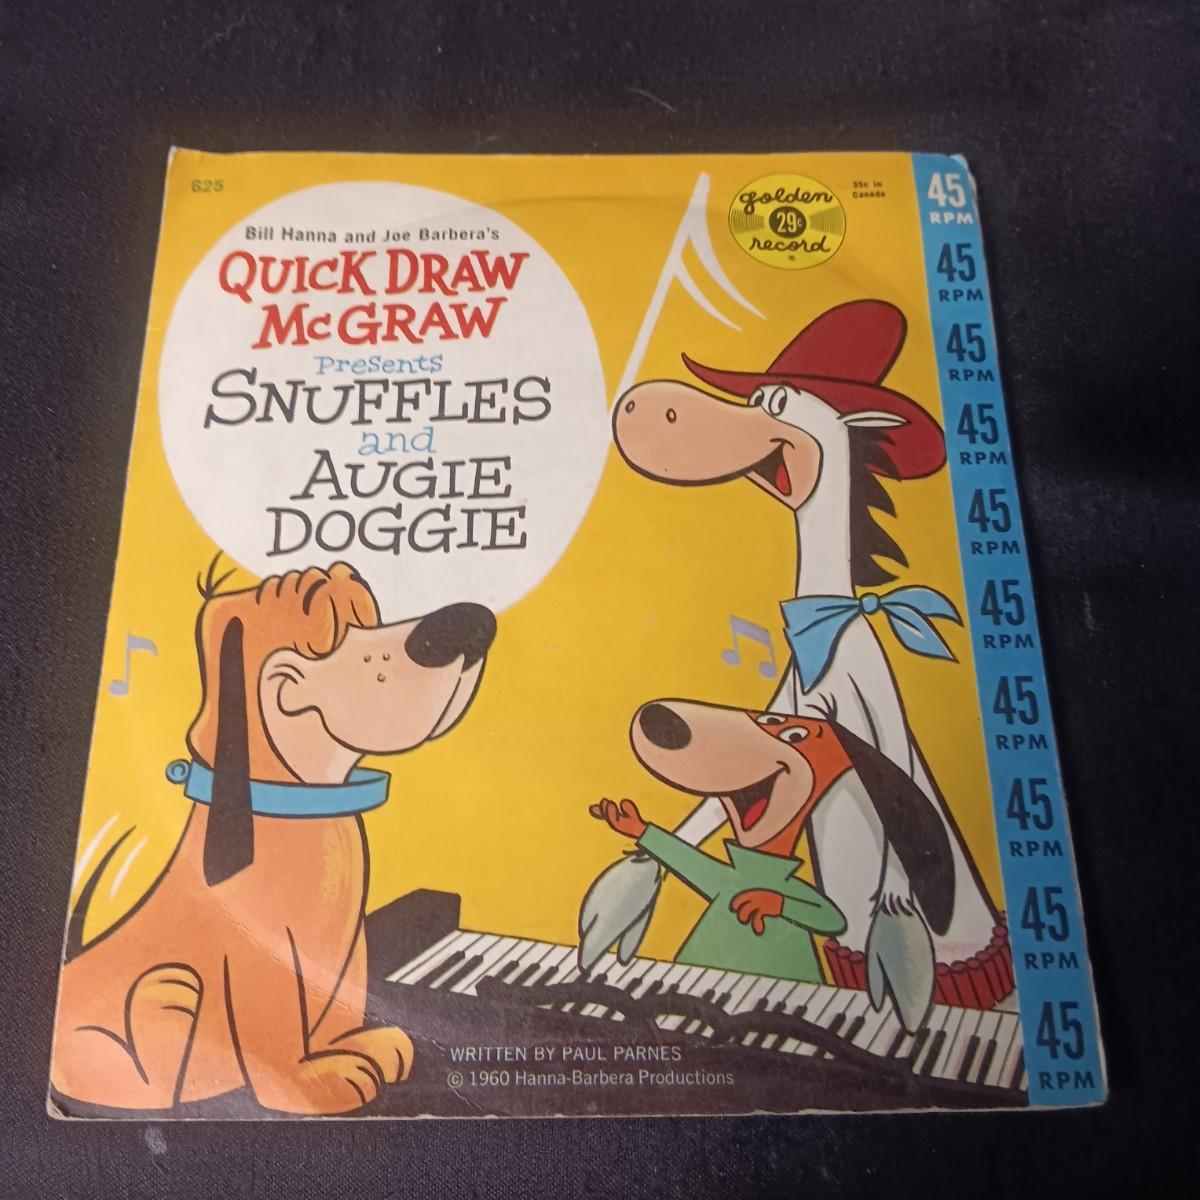 625
Bill Hanna and Joe Barbera's
QUICK DRAW
McGRAW
Presents
SNUFFLES
and
AUGIE
DOGGIE
golden
29¢
record
®
35c in
Canada
45
RPM
45
RPM
45
RPM
45
RPM
45
RPM
45
RPM
45
RPM
45
RPM
45
RPM
45
RPM
WRITTEN BY PAUL PARNES
© 1960 Hanna-Barbera Productions